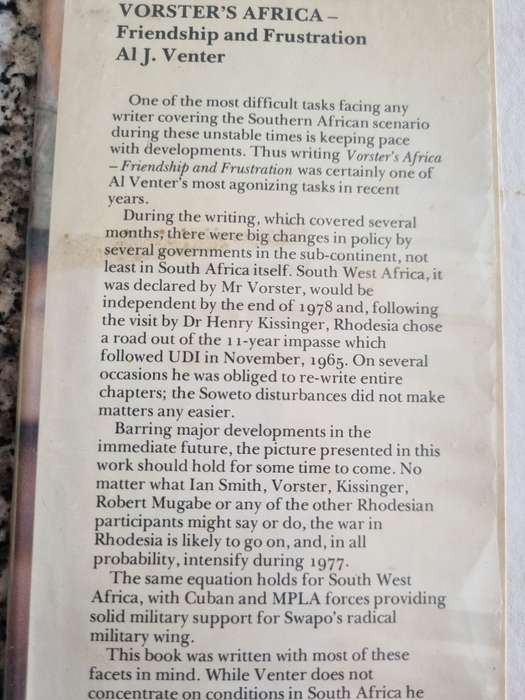 VORSTER'S AFRICA –
Friendship and Frustration
Al J. Venter
One of the most difficult tasks facing any
writer covering the Southern African scenario
during these unstable times is keeping pace
with developments. Thus writing Vorster's Africa
– Friendship and Frustration was certainly one of
Al Venter's most agonizing tasks in recent
years.
During the writing, which covered several
months, there were big changes in policy by
several governments in the sub-continent, not
least in South Africa itself. South West Africa, it
was declared by Mr Vorster, would be
independent by the end of 1978 and, following
the visit by Dr Henry Kissinger, Rhodesia chose
a road out of the 11-year impasse which
followed UDI in November, 1965. On several
occasions he was obliged to re-write entire
chapters; the Soweto disturbances did not make
matters any easier.
Barring major developments in the
immediate future, the picture presented in this
work should hold for some time to come. No
matter what Ian Smith, Vorster, Kissinger,
Robert Mugabe or any of the other Rhodesian
participants might say or do, the war in
Rhodesia is likely to go on, and, in all
probability, intensify during 1977.
The same equation holds for South West
Africa, with Cuban and MPLA forces providing
solid military support for Swapo's radical
military wing.
This book was written with most of these
facets in mind. While Venter does not
concentrate on conditions in South Africa he